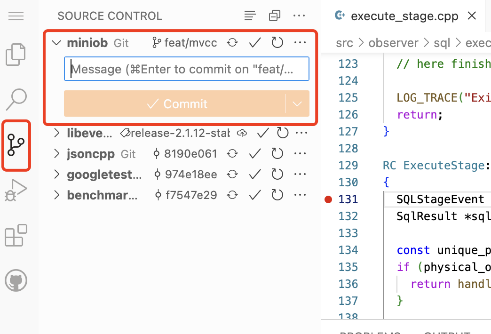 SOURCE CONTROL
miniob Git feat/mvcc
Message (⌘Enter to commit on "feat/...
Commit
libeve... release-2.1.12-stab
jsoncpp Git 8190e061
googletest... 974e18ee
benchmar... f7547e29
execute_stage.cpp
src > observer > sql > execut
123 // here finish
124
125 LOG_TRACE("Exi
126 return;
127 }
128
129 RC ExecuteStage:
130 {
131 SQLStageEvent
132 SqlResult *sql
133
134 const unique_p
135 if (physical_o
136 return handl
137 }
138